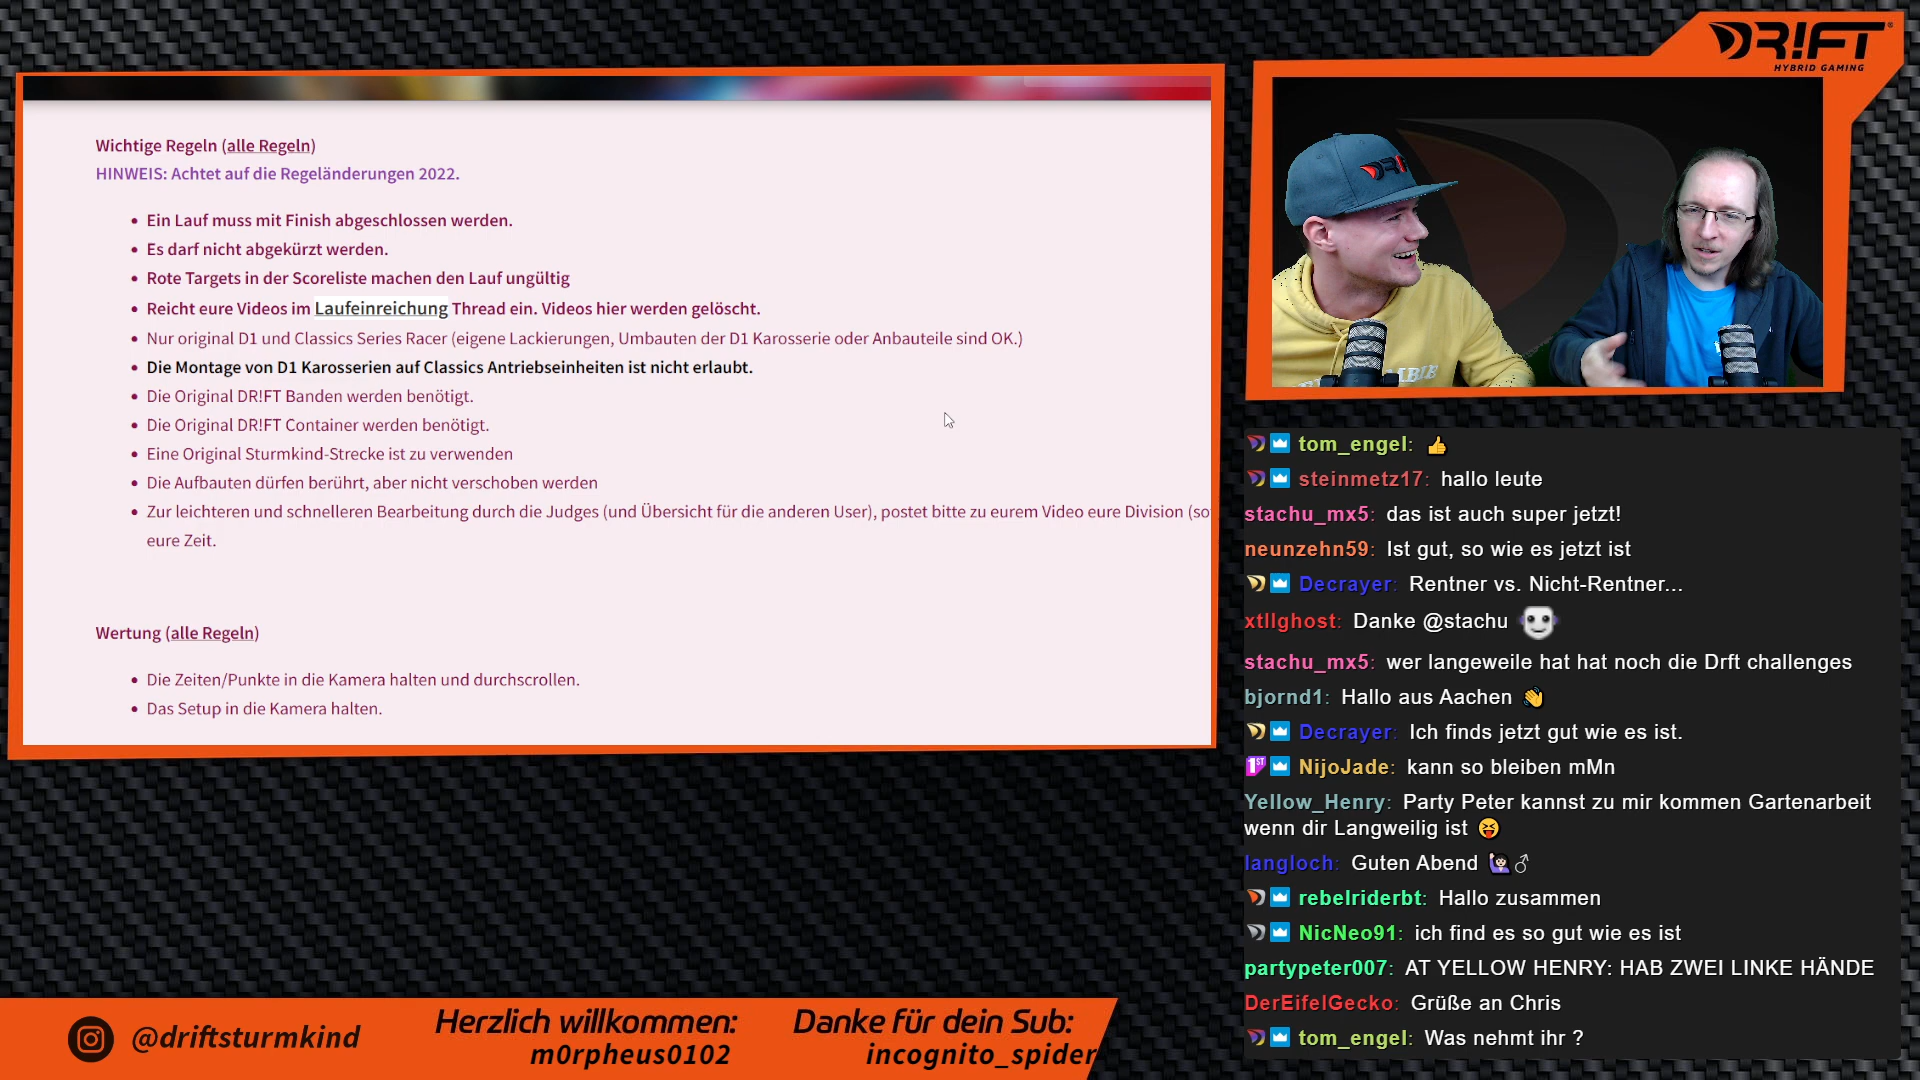 DR!FT
HYBRID GAMING
Wichtige Regeln (alle Regeln)
HINWEIS: Achtet auf die Regeländerungen 2022.
• Ein Lauf muss mit Finish abgeschlossen werden.
• Es darf nicht abgekürzt werden.
• Rote Targets in der Scoreliste machen den Lauf ungültig
• Reicht eure Videos im Laufeinreichung Thread ein. Videos hier werden gelöscht.
• Nur original D1 und Classics Series Racer (eigene Lackierungen, Umbauten der D1 Karosserie oder Anbauteile sind OK.)
• Die Montage von D1 Karosserien auf Classics Antriebseinheiten ist nicht erlaubt.
• Die Original DR!FT Banden werden benötigt.
• Die Original DR!FT Container werden benötigt.
• Eine Original Sturmkind-Strecke ist zu verwenden
• Die Aufbauten dürfen berührt, aber nicht verschoben werden
• Zur leichteren und schnelleren Bearbeitung durch die Judges (und Übersicht für die anderen User), postet bitte zu eurem Video eure Division (so
eure Zeit.
Wertung (alle Regeln)
• Die Zeiten/Punkte in die Kamera halten und durchscrollen.
• Das Setup in die Kamera halten.
tom_engel: 👍
steinmetz17: hallo leute
stachu_mx5: das ist auch super jetzt!
neunzehn59: Ist gut, so wie es jetzt ist
Decrayer: Rentner vs. Nicht-Rentner...
xtllghost: Danke @stachu
stachu_mx5: wer langeweile hat hat noch die Drft challenges
bjornd1: Hallo aus Aachen 👋
Decrayer: Ich finds jetzt gut wie es ist.
1ST NijoJade: kann so bleiben mMn
Yellow_Henry: Party Peter kannst zu mir kommen Gartenarbeit
wenn dir Langweilig ist 😝
langloch: Guten Abend 🙋🏻♂
rebelriderbt: Hallo zusammen
NicNeo91: ich find es so gut wie es ist
partypeter007: AT YELLOW HENRY: HAB ZWEI LINKE HÄNDE
DerEifelGecko: Grüße an Chris
tom_engel: Was nehmt ihr ?
@driftsturmkind
Herzlich willkommen:
m0rpheus0102
Danke für dein Sub:
incognito_spider